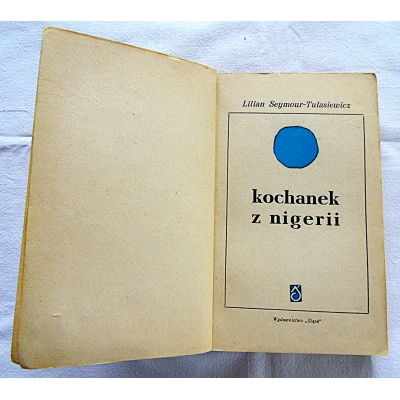 Lilian Seymour-Tułasiewicz
kochanek
z nigerii
Wydawnictwo „Śląsk"